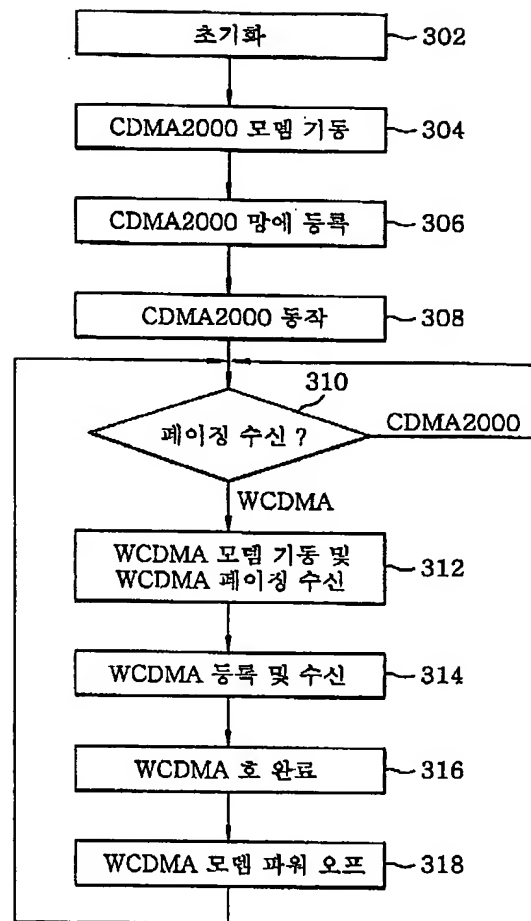 초기화
302
CDMA2000 모뎀 기동
304
CDMA2000 망에 등록
306
CDMA2000 동작
308
310
페이징 수신 ?
CDMA2000
WCDMA
WCDMA 모뎀 기동 및
WCDMA 페이징 수신
312
WCDMA 등록 및 수신
314
WCDMA 호 완료
316
WCDMA 모뎀 파워 오프
318